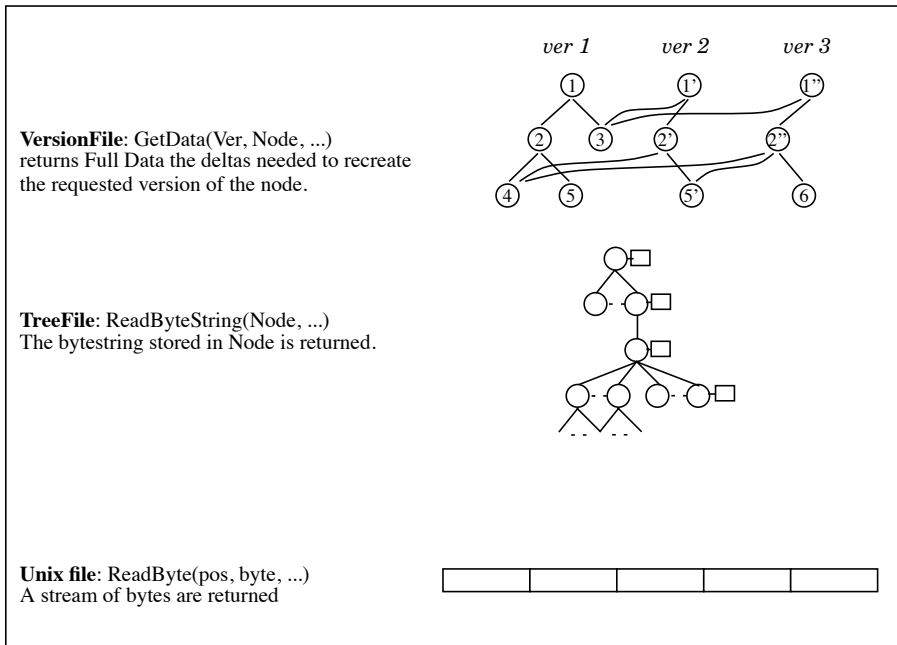 ver 1 ver 2 ver 3
1 1' 1"
VersionFile: GetData(Ver, Node, ...)
returns Full Data the deltas needed to recreate
the requested version of the node.
2 3 2' 2"
4 5 5' 6
TreeFile: ReadByteString(Node, ...)
The bytestring stored in Node is returned.
Unix file: ReadByte(pos, byte, ...)
A stream of bytes are returned